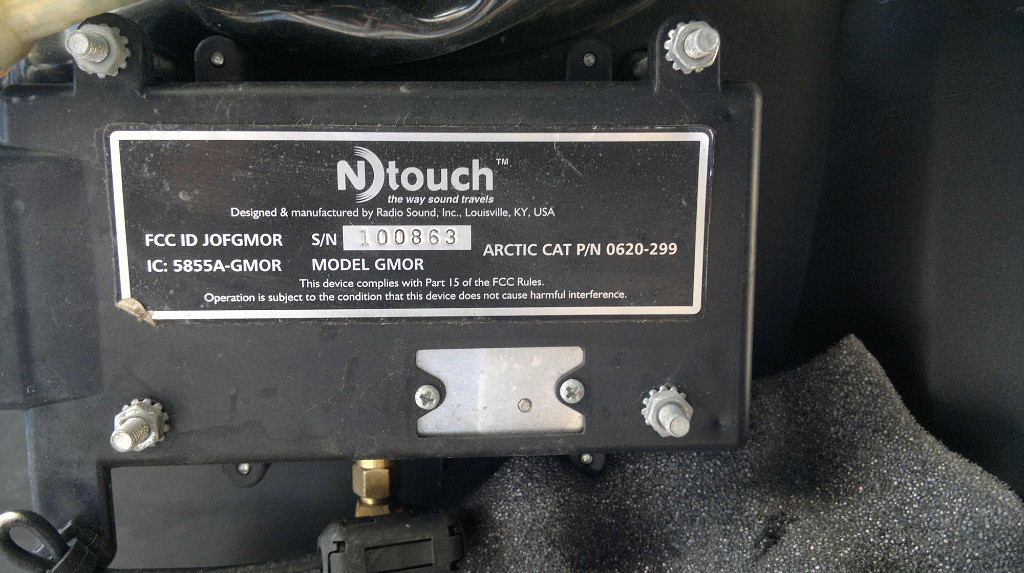 N)touch™
the way sound travels
Designed & manufactured by Radio Sound, Inc., Louisville, KY, USA
FCC ID JOFGMOR S/N 100863
ARCTIC CAT P/N 0620-299
IC: 5855A-GMOR MODEL GMOR
This device complies with Part 15 of the FCC Rules.
Operation is subject to the condition that this device does not cause harmful interference.